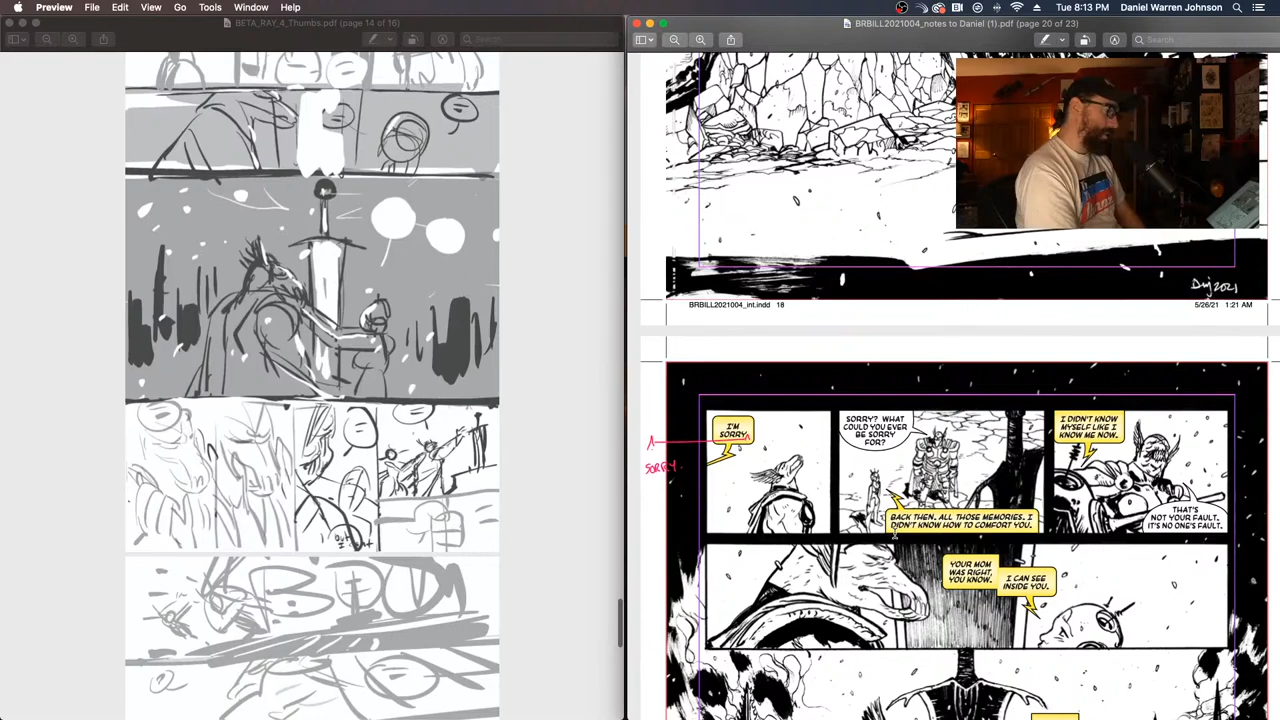 Preview File Edit View Go Tools Window Help
Tue 8:13 PM Daniel Warren Johnson
BETA_RAY_4_Thumbs.pdf (page 14 of 16)
BRBILL2021004_notes to Daniel (1).pdf (page 20 of 23)
Search
Search
BRBILL2021004_int.indd 18
5/26/21 1:21 AM
I'M
SORRY
SORRY
SORRY? WHAT
COULD YOU EVER
BE SORRY
FOR?
BACK THEN. ALL THOSE MEMORIES. I
DIDN'T KNOW HOW TO COMFORT YOU.
I DIDN'T KNOW
MYSELF LIKE I
KNOW ME NOW.
THAT'S
NOT YOUR FAULT.
IT'S NO ONE'S FAULT.
YOUR MOM
WAS RIGHT,
YOU KNOW.
I CAN SEE
INSIDE YOU.